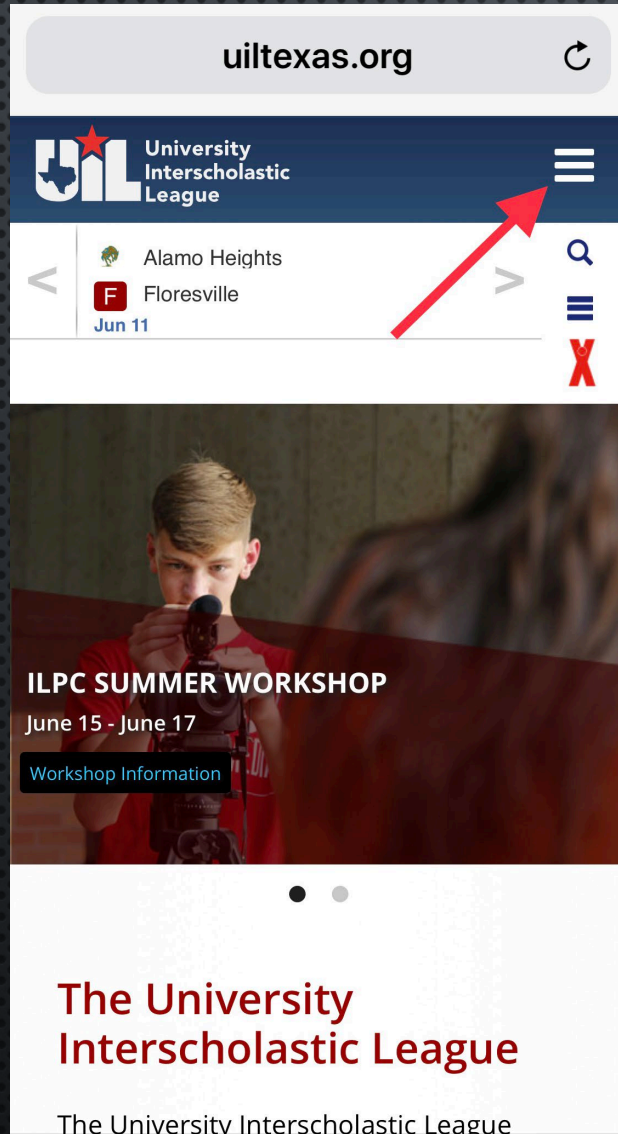 uiltexas.org
UIL
University
Interscholastic
League
Alamo Heights
F
Floresville
Jun 11
ILPC SUMMER WORKSHOP
June 15 - June 17
Workshop Information
The University
Interscholastic League
The University Interscholastic League